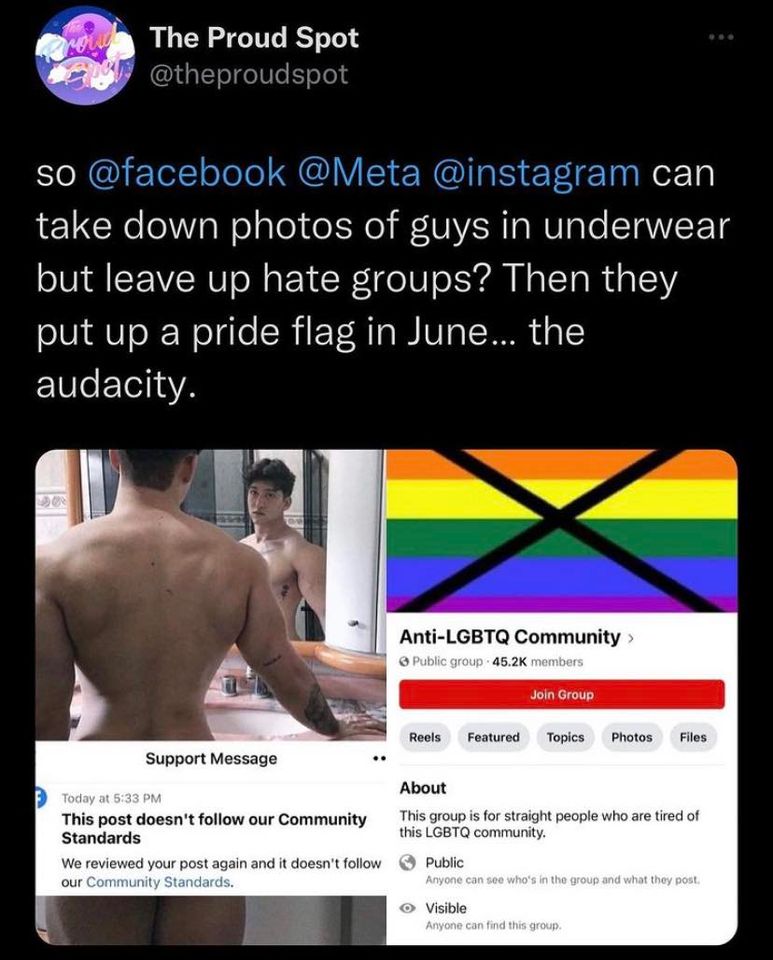 The Proud Spot
@theproudspot
so @facebook @Meta @instagram can
take down photos of guys in underwear
but leave up hate groups? Then they
put up a pride flag in June... the
audacity.
Support Message
Today at 5:33 PM
This post doesn't follow our Community
Standards
We reviewed your post again and it doesn't follow
our Community Standards.
Anti-LGBTQ Community
Public group · 45.2K members
Join Group
Reels
Featured
Topics
Photos
Files
About
This group is for straight people who are tired of
this LGBTQ community.
Public
Anyone can see who's in the group and what they post.
Visible
Anyone can find this group.